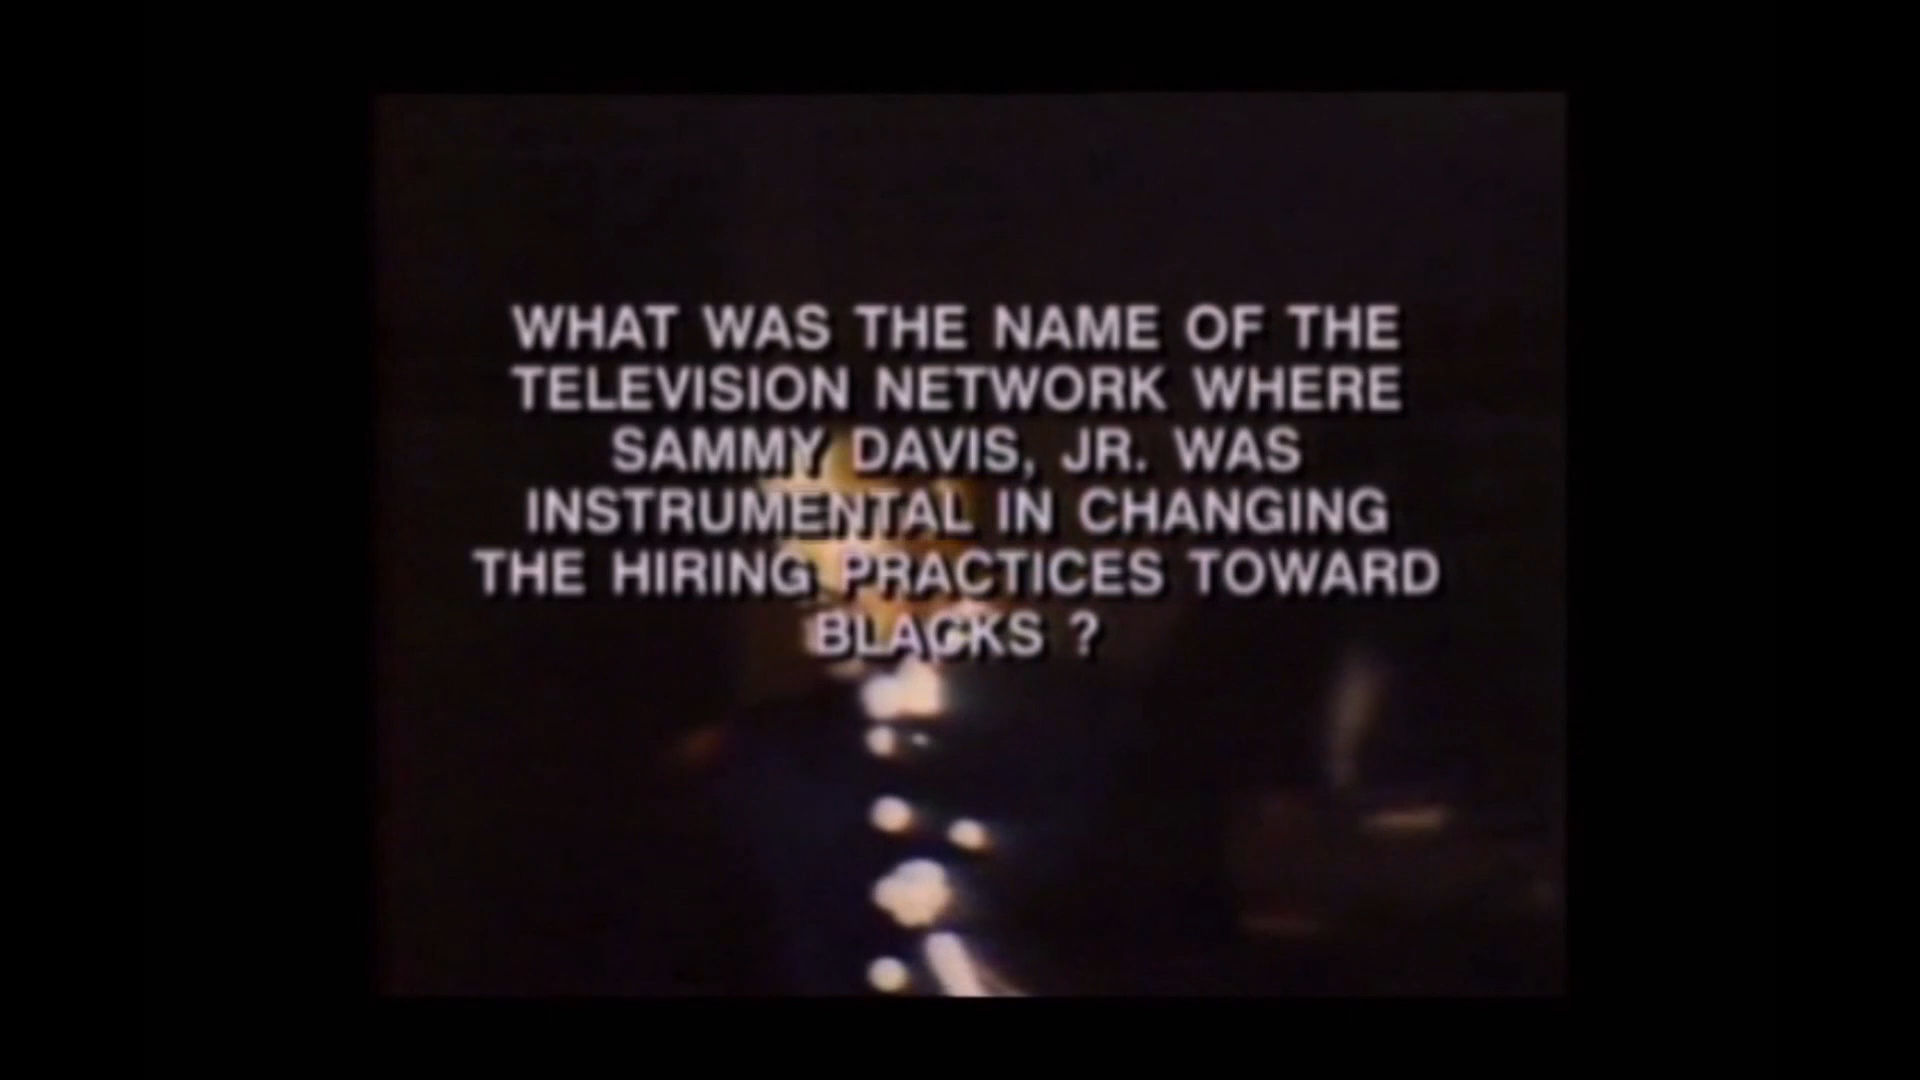 WHAT WAS THE NAME OF THE
TELEVISION NETWORK WHERE
SAMMY DAVIS, JR. WAS
INSTRUMENTAL IN CHANGING
THE HIRING PRACTICES TOWARD
BLACKS ?